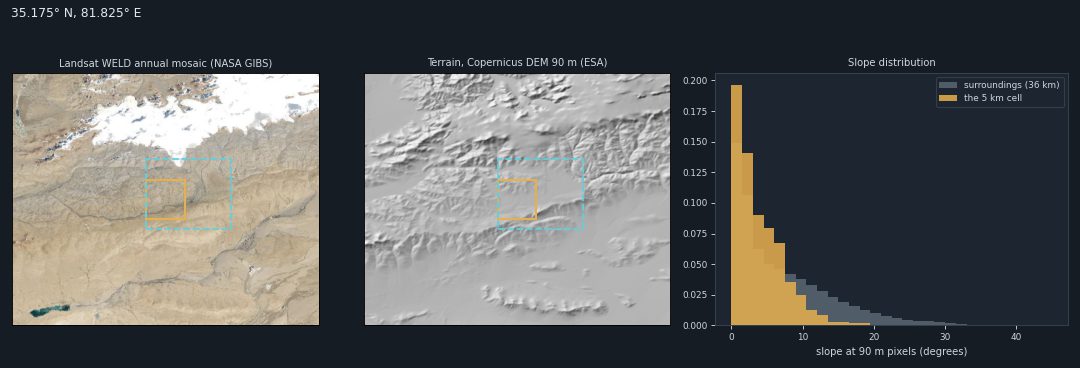 35.175° N, 81.825° E
Landsat WELD annual mosaic (NASA GIBS)
Terrain, Copernicus DEM 90 m (ESA)
Slope distribution
surroundings (36 km)
the 5 km cell
0.200
0.175
0.150
0.125
0.100
0.075
0.050
0.025
0.000
0 10 20 30 40
slope at 90 m pixels (degrees)